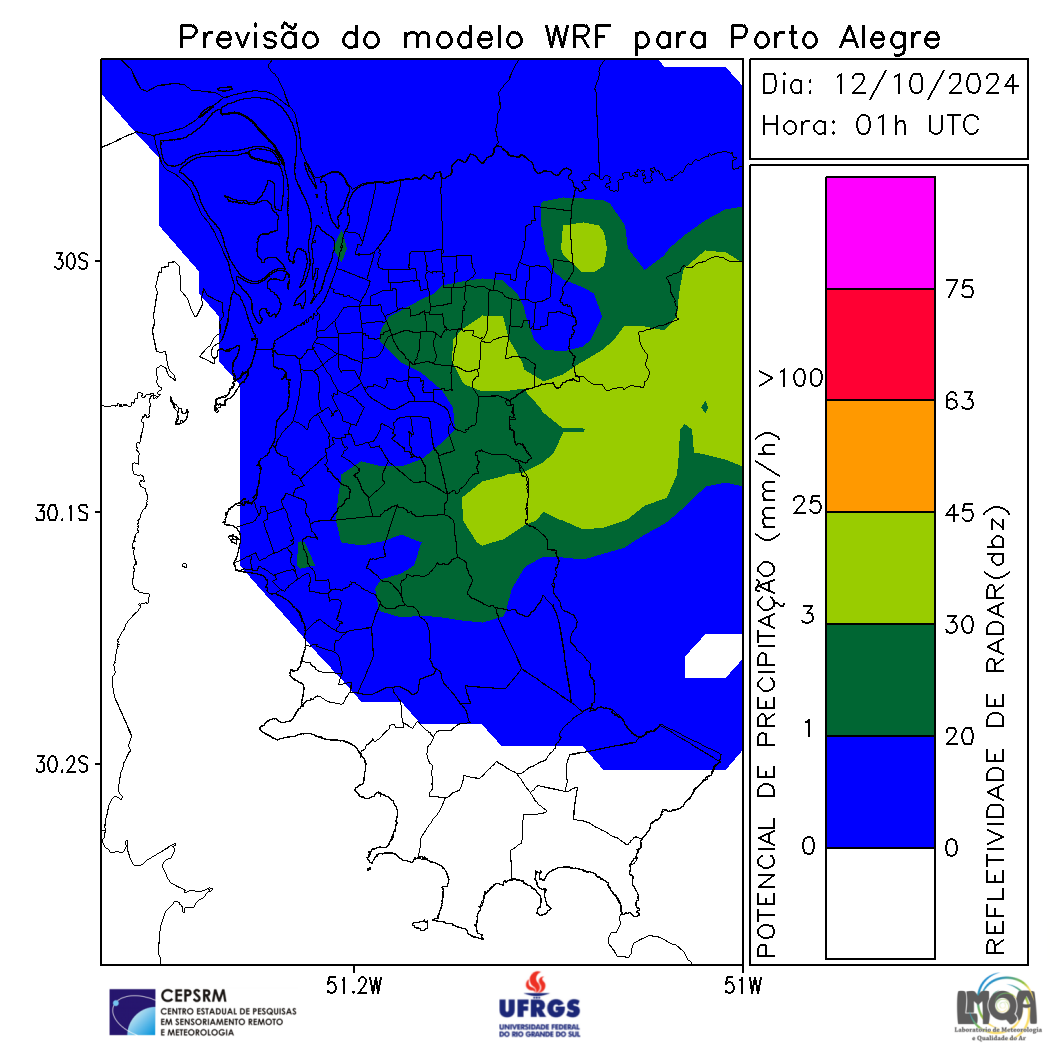 Previsão do modelo WRF para Porto Alegre
Dia: 12/10/2024
Hora: 01h UTC
30S
30.1S
30.2S
51.2W
51W
POTENCIAL DE PRECIPITAÇÃO (mm/h)
>100
25
3
1
0
75
63
45
30
20
0
REFLETIVIDADE DE RADAR(dbz)
CEPSRM
CENTRO ESTADUAL DE PESQUISAS
EM SENSORIAMENTO REMOTO
E METEOROLOGIA
UFRGS
UNIVERSIDADE FEDERAL
DO RIO GRANDE DO SUL
LMQA
Laboratório de Meteorologia
e Qualidade do Ar